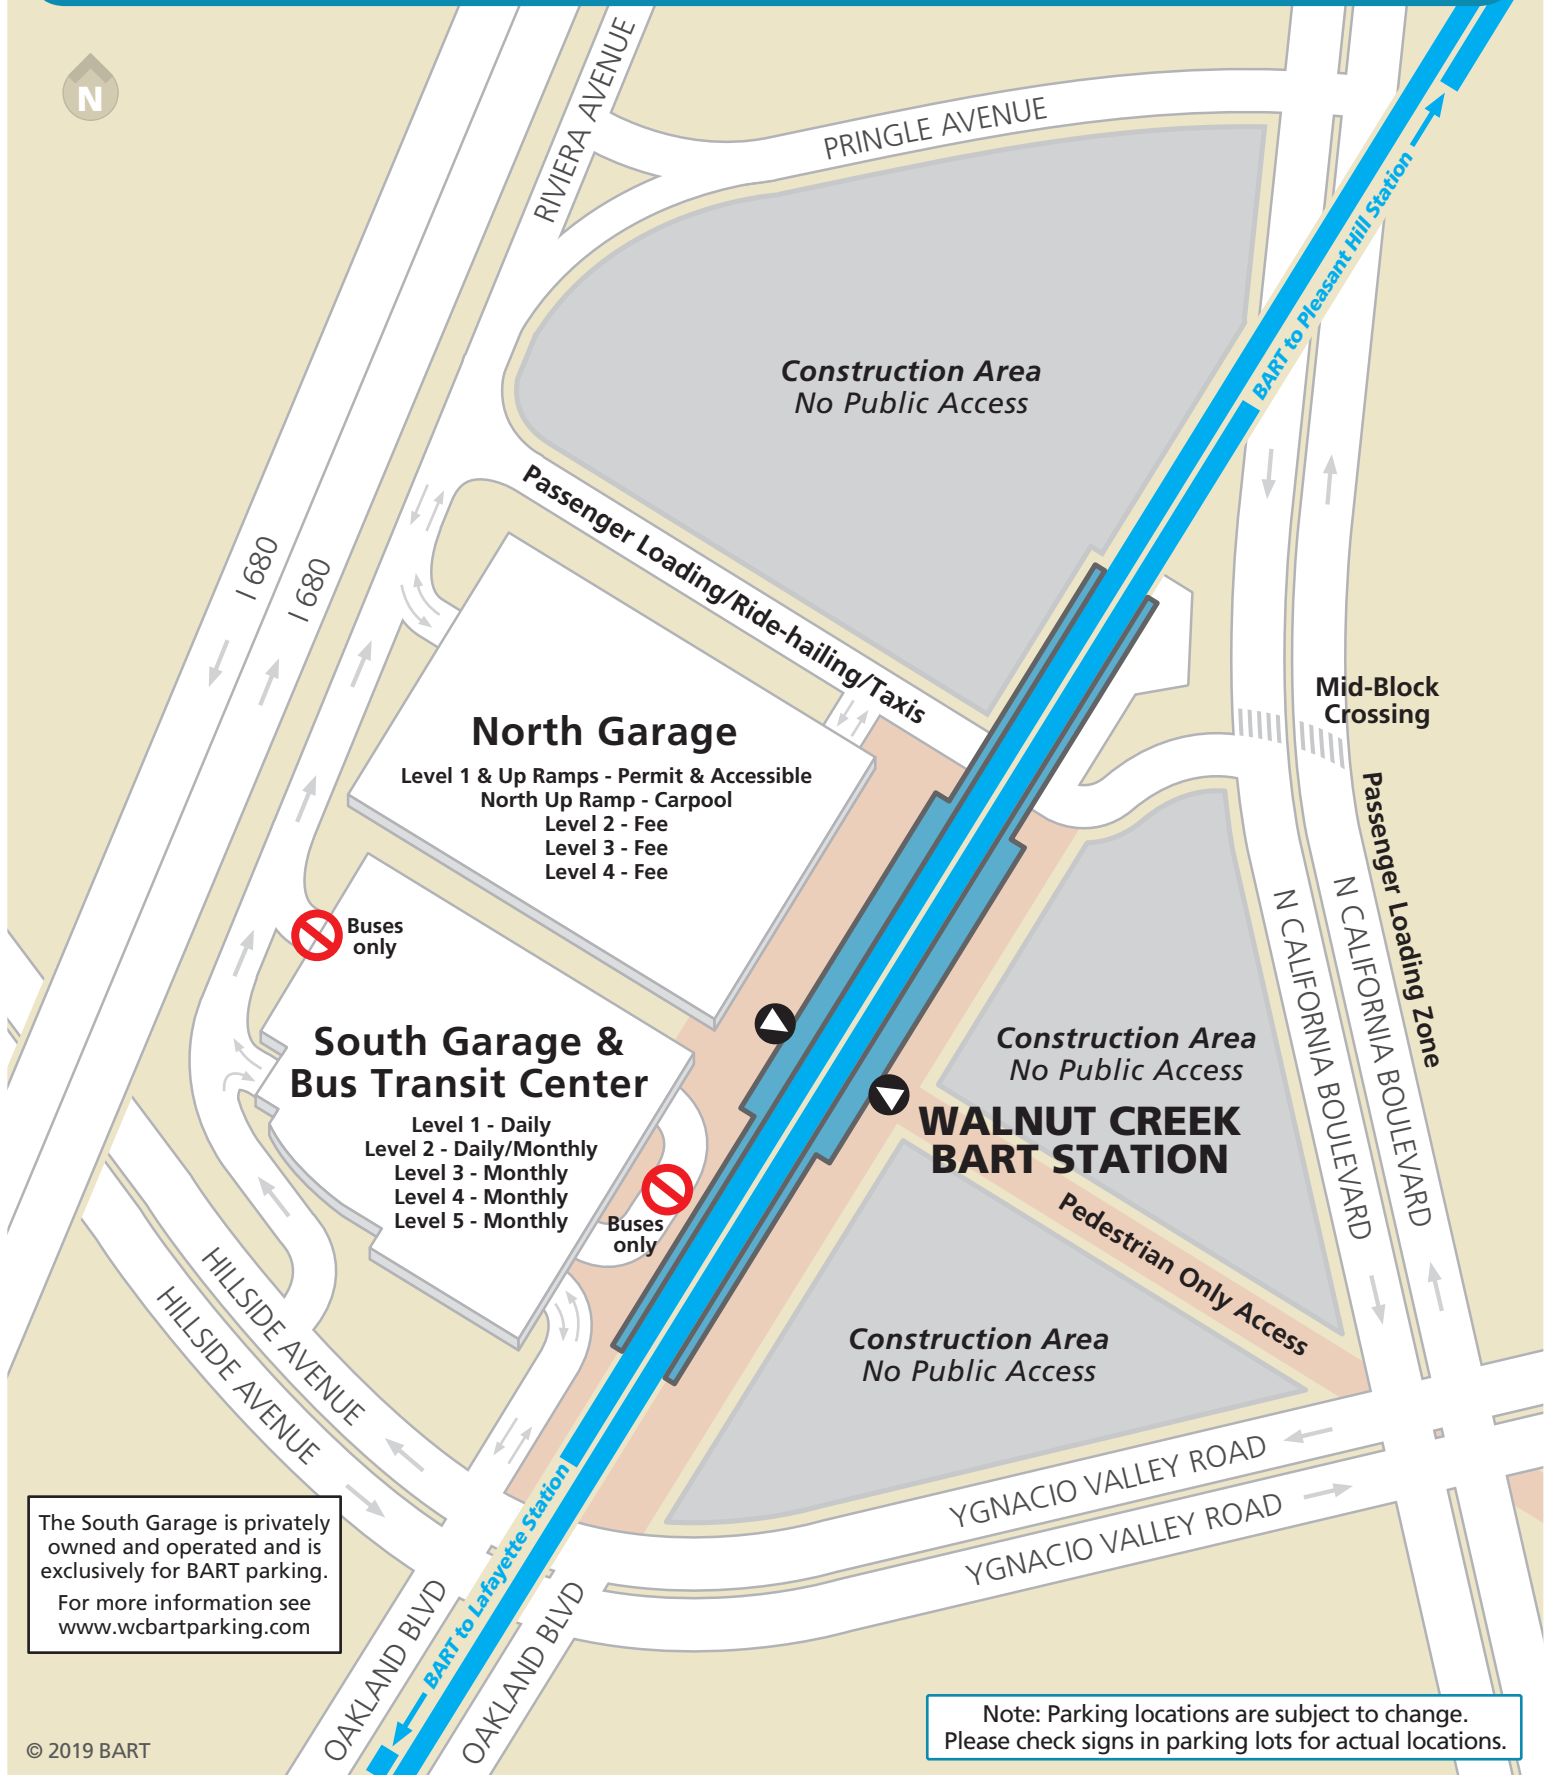 N
RIVIERA AVENUE
PRINGLE AVENUE
BART to Pleasant Hill Station
Construction Area
No Public Access
Passenger Loading/Ride-hailing/Taxis
I 680
I 680
Mid-Block
Crossing
North Garage
Level 1 & Up Ramps - Permit & Accessible
North Up Ramp - Carpool
Level 2 - Fee
Level 3 - Fee
Level 4 - Fee
Passenger Loading Zone
N CALIFORNIA BOULEVARD
N CALIFORNIA BOULEVARD
Buses
only
South Garage &
Bus Transit Center
Level 1 - Daily
Level 2 - Daily/Monthly
Level 3 - Monthly
Level 4 - Monthly
Level 5 - Monthly
Construction Area
No Public Access
WALNUT CREEK
BART STATION
Buses
only
Pedestrian Only Access
HILLSIDE AVENUE
HILLSIDE AVENUE
Construction Area
No Public Access
YGNACIO VALLEY ROAD
YGNACIO VALLEY ROAD
BART to Lafayette Station
The South Garage is privately
owned and operated and is
exclusively for BART parking.
For more information see
www.wcbartparking.com
OAKLAND BLVD
OAKLAND BLVD
Note: Parking locations are subject to change.
Please check signs in parking lots for actual locations.
© 2019 BART